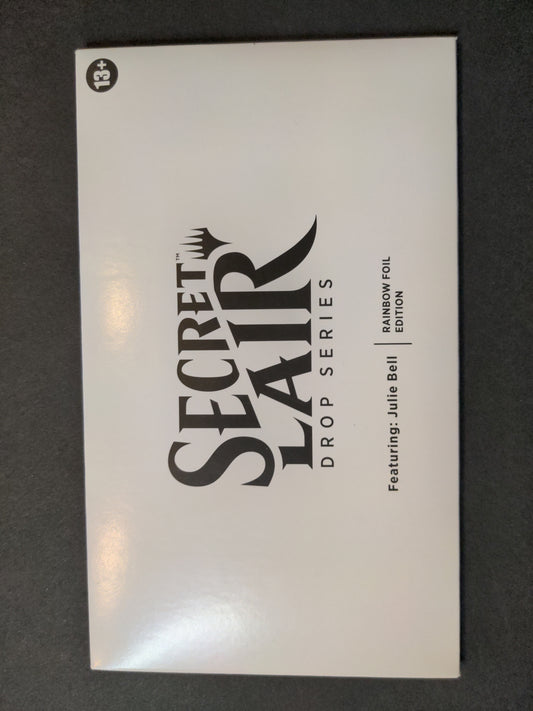 13+
SECRET™
LAIR
DROP SERIES
Featuring: Julie Bell
RAINBOW FOIL
EDITION